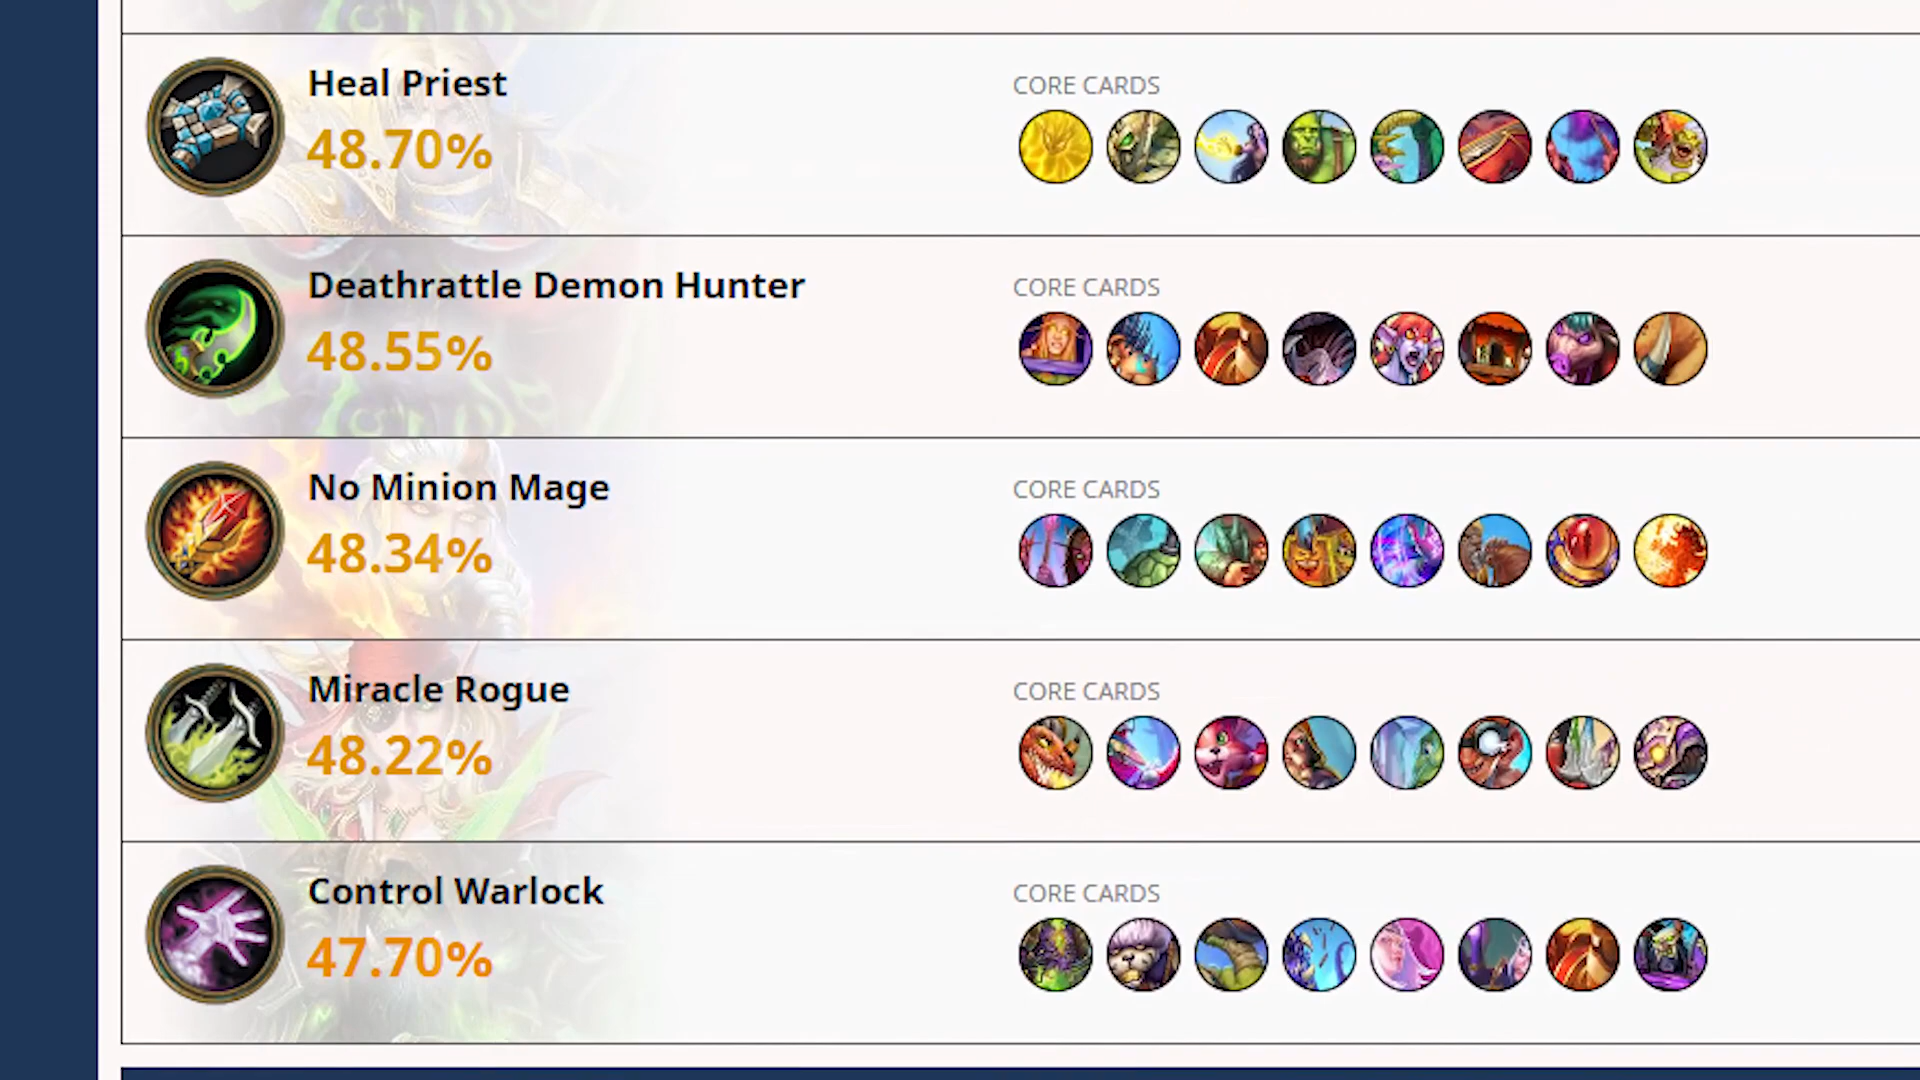 Heal Priest
48.70%
CORE CARDS
Deathrattle Demon Hunter
48.55%
CORE CARDS
No Minion Mage
48.34%
CORE CARDS
Miracle Rogue
48.22%
CORE CARDS
Control Warlock
47.70%
CORE CARDS